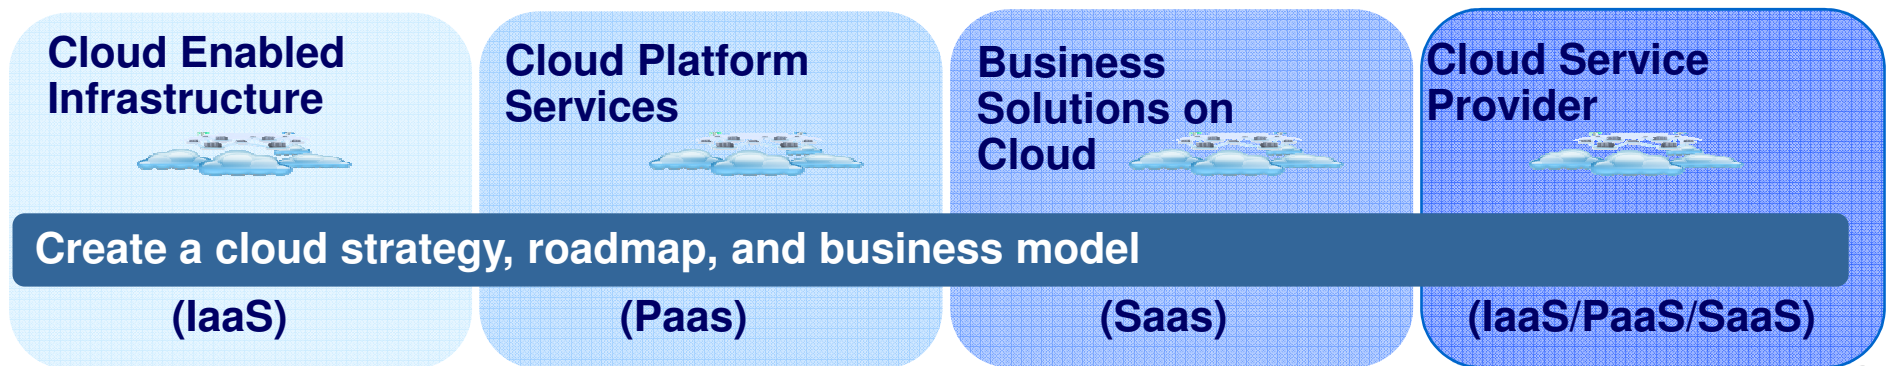 Cloud Enabled
Infrastructure
Cloud Platform
Services
Business
Solutions on
Cloud
Cloud Service
Provider
Create a cloud strategy, roadmap, and business model
(IaaS)
(Paas)
(Saas)
(IaaS/PaaS/SaaS)